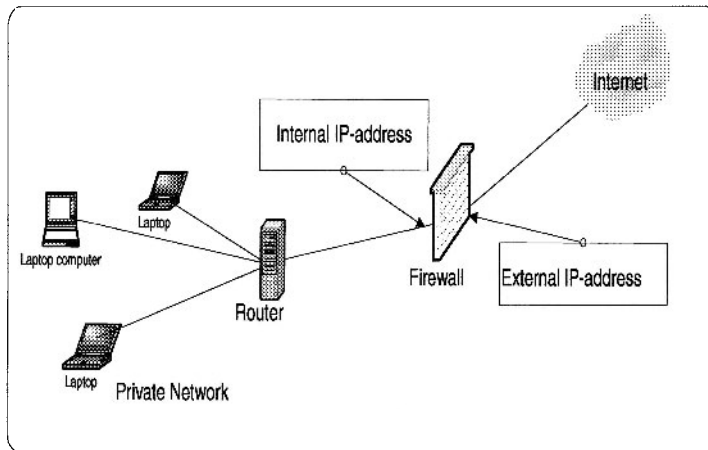 Internet
Internal IP-address
Laptop
Laptop computer
Firewall
External IP-address
Router
Laptop
Private Network